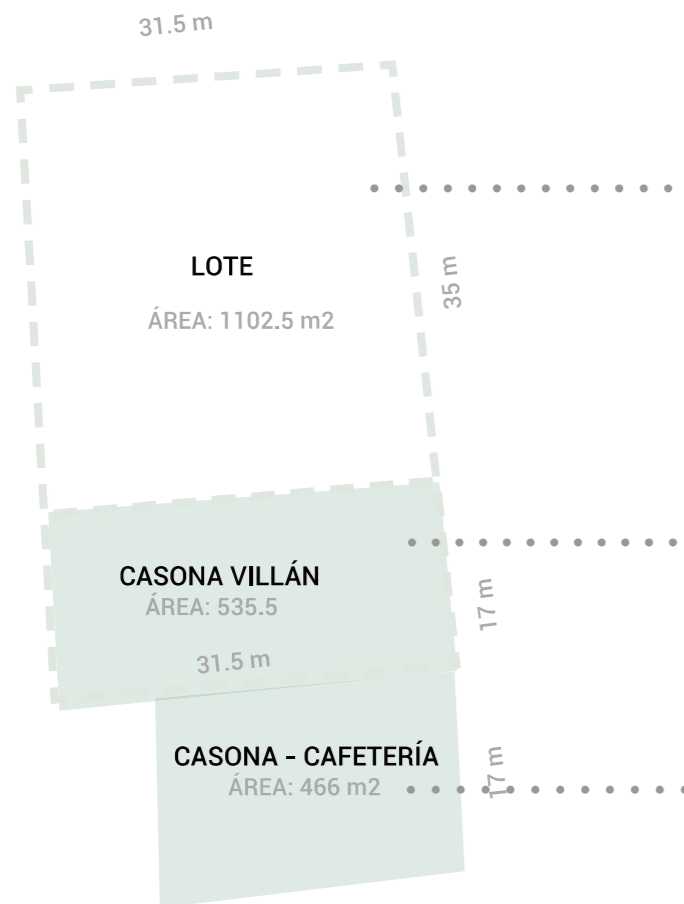 31.5 m
LOTE
35 m
ÁREA: 1102.5 m2
CASONA VILLÁN
ÁREA: 535.5
17 m
31.5 m
CASONA - CAFETERÍA
17 m
ÁREA: 466 m2